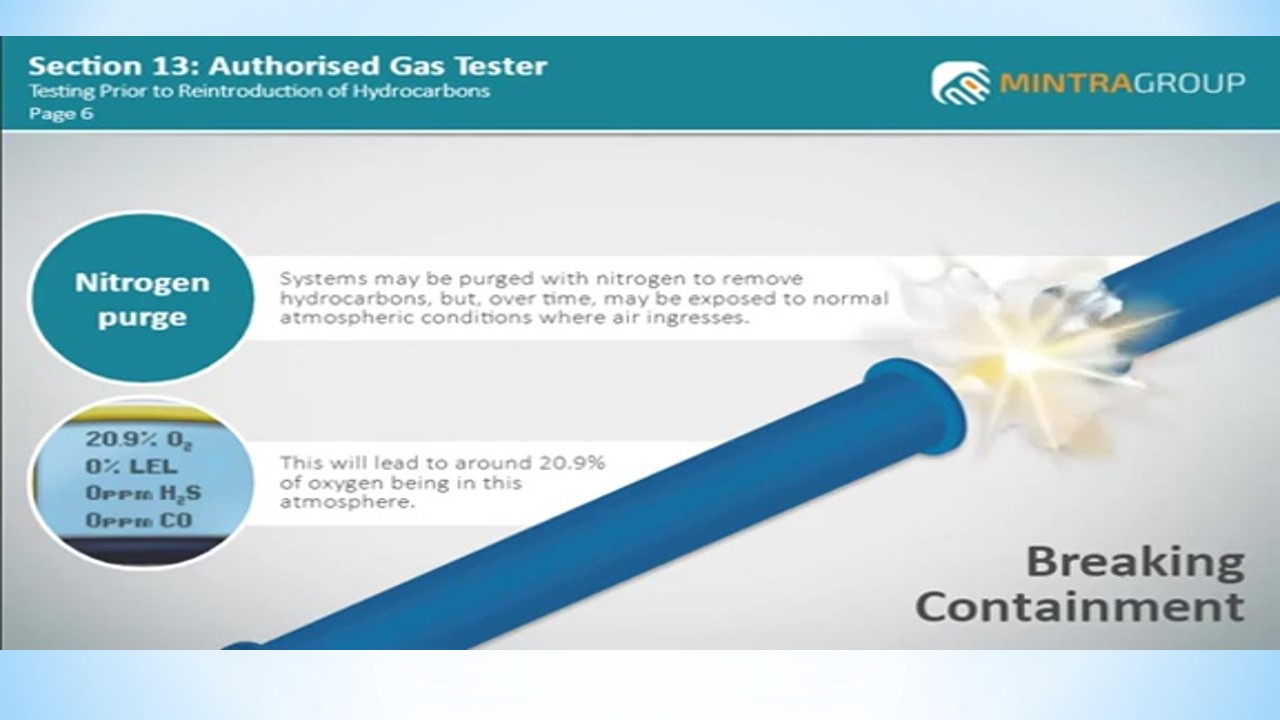 Section 13: Authorised Gas Tester
Testing Prior to Reintroduction of Hydrocarbons
Page 6
MINTRAGROUP
Nitrogen
purge
Systems may be purged with nitrogen to remove
hydrocarbons, but, over time, may be exposed to normal
atmospheric conditions where air ingresses.
20.9% O₂
0% LEL
0ppm H₂S
0ppm CO
This will lead to around 20.9%
of oxygen being in this
atmosphere.
Breaking
Containment